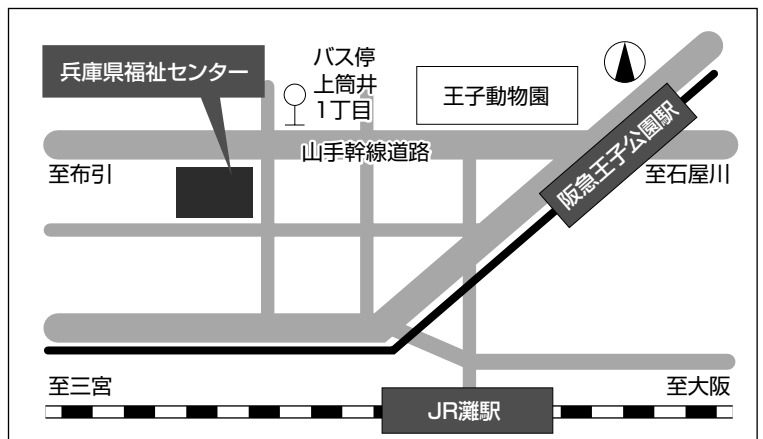 兵庫県福祉センター
バス停
上筒井
1丁目
王子動物園
山手幹線道路
阪急王子公園駅
至布引
至石屋川
至三宮
至大阪
JR灘駅